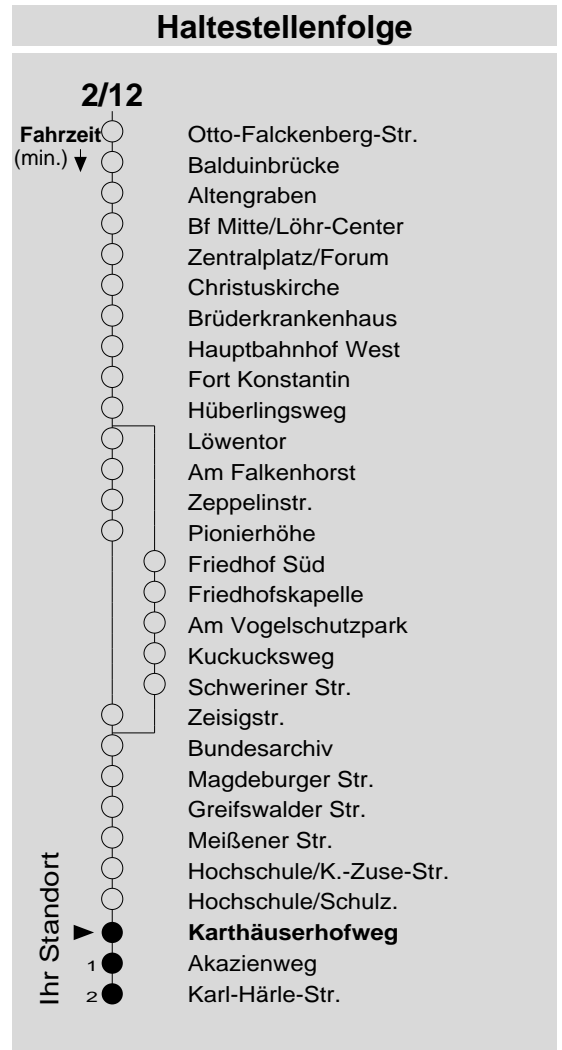 Haltestellenfolge
2/12
Fahrzeit
(min.)
Otto-Falckenberg-Str.
Balduinbrücke
Altengraben
Bf Mitte/Löhr-Center
Zentralplatz/Forum
Christuskirche
Brüderkrankenhaus
Hauptbahnhof West
Fort Konstantin
Hüberlingsweg
Löwentor
Am Falkenhorst
Zeppelinstr.
Pionierhöhe
Friedhof Süd
Friedhofskapelle
Am Vogelschutzpark
Kuckucksweg
Schweriner Str.
Zeisigstr.
Bundesarchiv
Magdeburger Str.
Greifswalder Str.
Meißener Str.
Hochschule/K.-Zuse-Str.
Hochschule/Schulz.
Ihr Standort
Karthäuserhofweg
1 Akazienweg
2 Karl-Härle-Str.